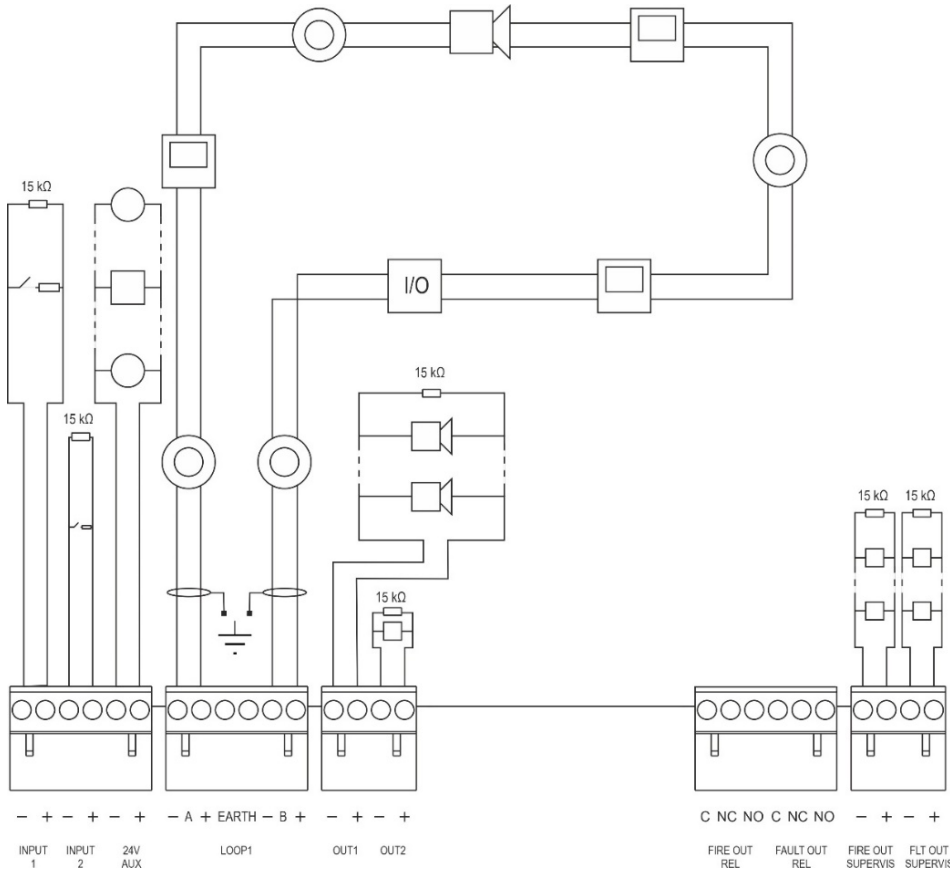 15 kΩ
I/O
15 kΩ
15 kΩ
15 kΩ
15 kΩ 15 kΩ
15 kΩ
− + − + − + − A + EARTH − B + − + − + C NC NO C NC NO − + − +
INPUT 1
INPUT 2
24V AUX
LOOP1
OUT1
OUT2
FIRE OUT REL
FAULT OUT REL
FIRE OUT SUPERVIS
FLT OUT SUPERVIS